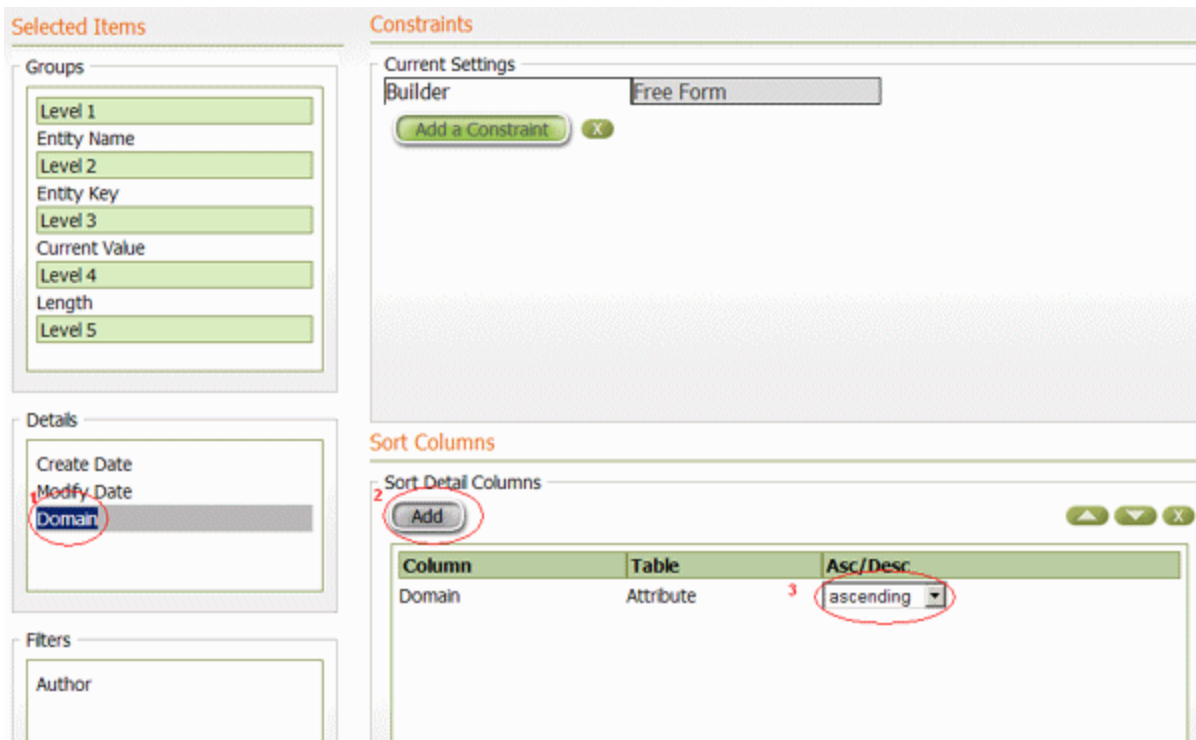 Selected Items
Groups
Level 1
Entity Name
Level 2
Entity Key
Level 3
Current Value
Level 4
Length
Level 5
Details
Create Date
Modify Date
1
Domain
Filters
Author
Constraints
Current Settings
Builder Free Form
Add a Constraint X
Sort Columns
Sort Detail Columns
2
Add X
Column Table Asc/Desc
Domain Attribute 3 ascending